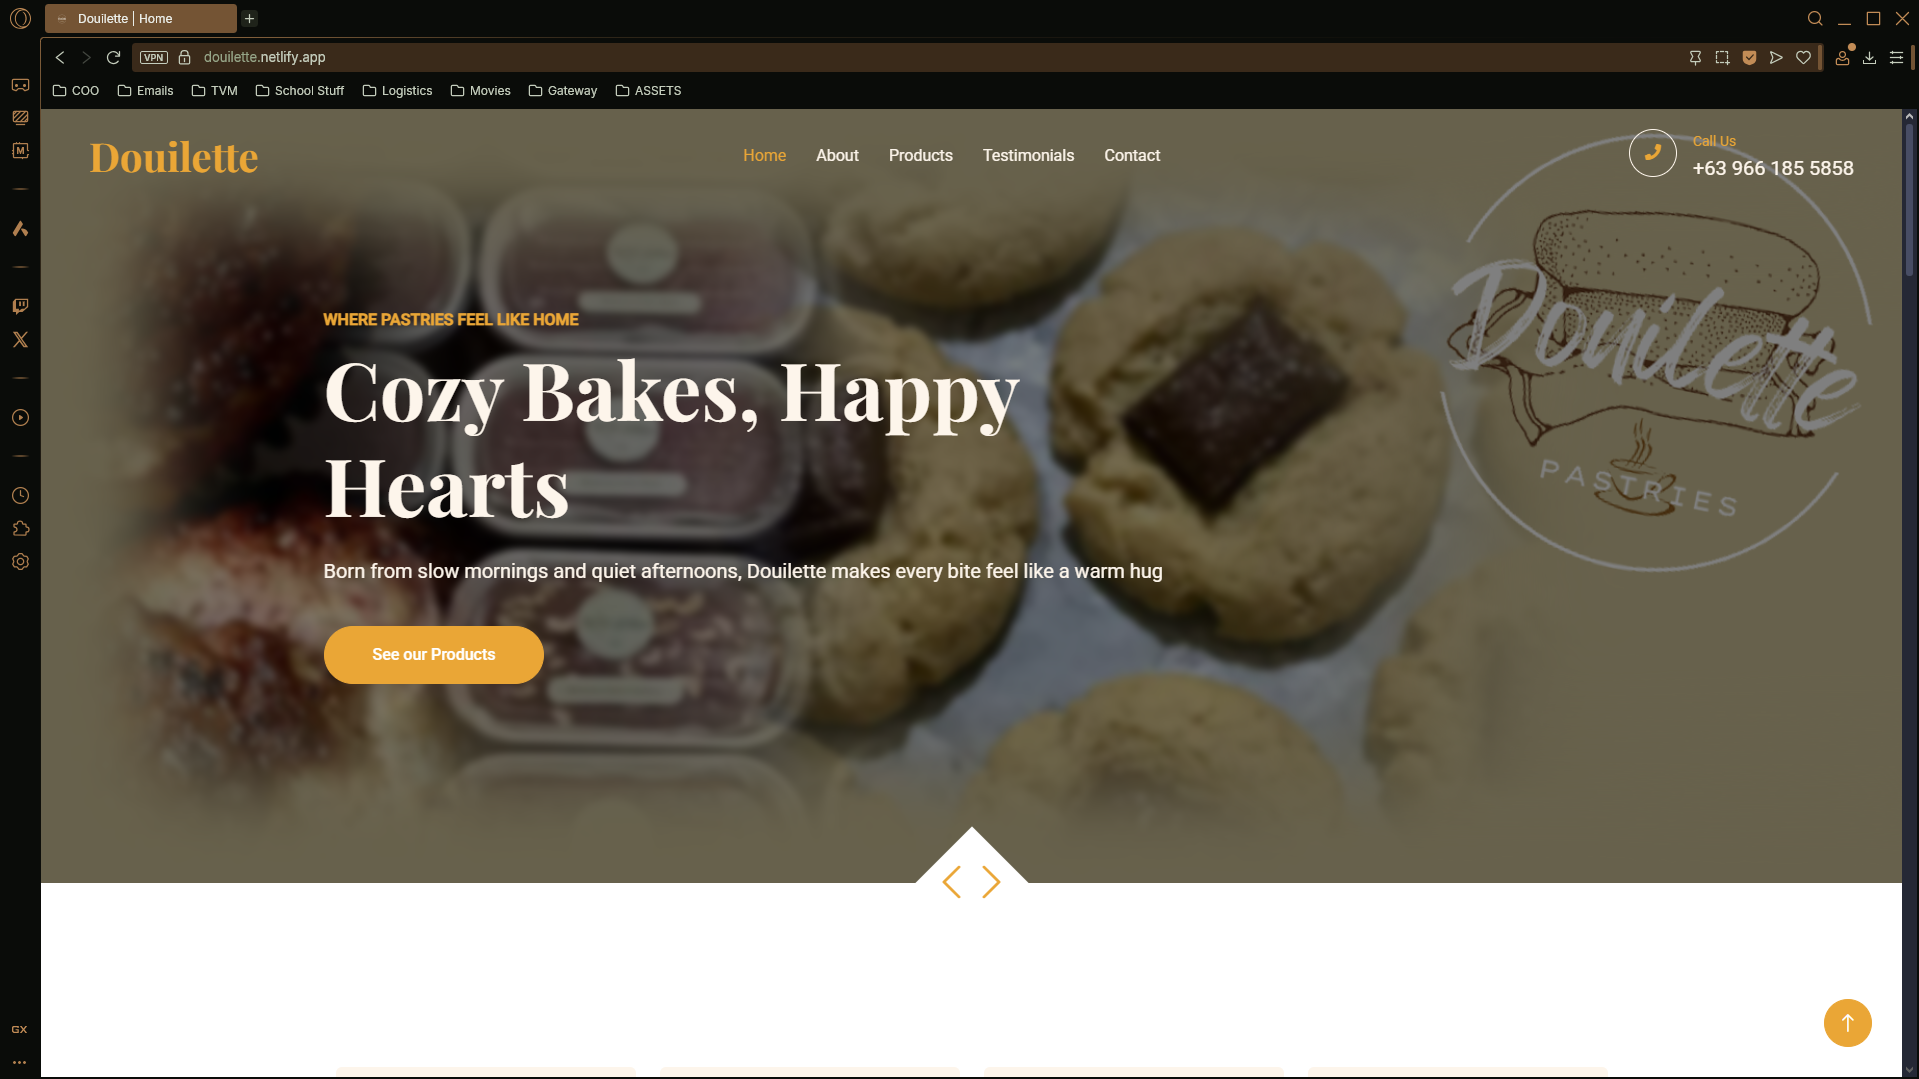 Douilette | Home
VPN
douilette.netlify.app
COO
Emails
TVM
School Stuff
Logistics
Movies
Gateway
ASSETS
M
GX
Douilette
Home
About
Products
Testimonials
Contact
Call Us
+63 966 185 5858
WHERE PASTRIES FEEL LIKE HOME
Cozy Bakes, Happy
Hearts
Born from slow mornings and quiet afternoons, Douilette makes every bite feel like a warm hug
See our Products
Douilette
PASTRIES